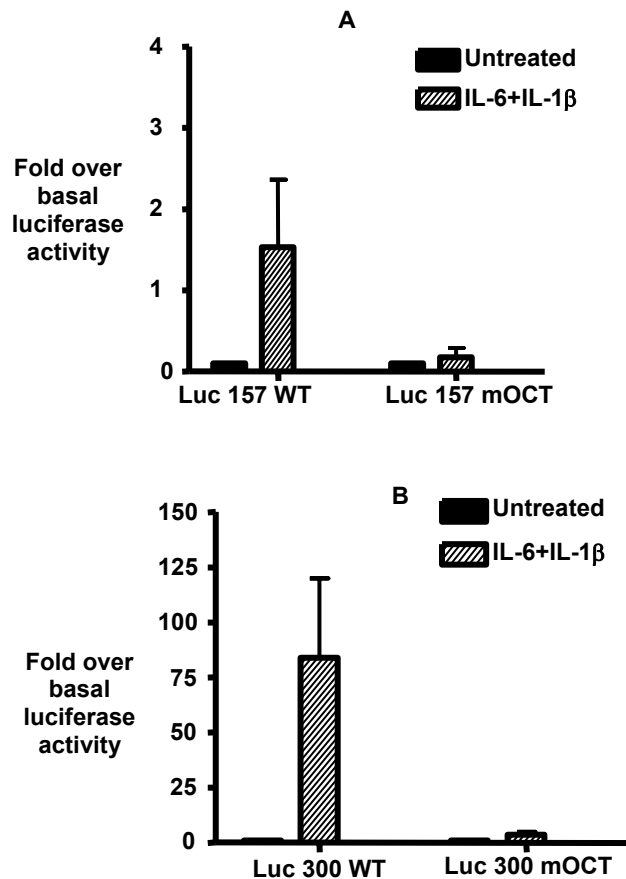 A
Untreated
IL-6+IL-1β
4
3
2
1
0
Fold over
basal
luciferase
activity
Luc 157 WT
Luc 157 mOCT
B
Untreated
IL-6+IL-1β
150
125
100
75
50
25
0
Fold over
basal
luciferase
activity
Luc 300 WT
Luc 300 mOCT